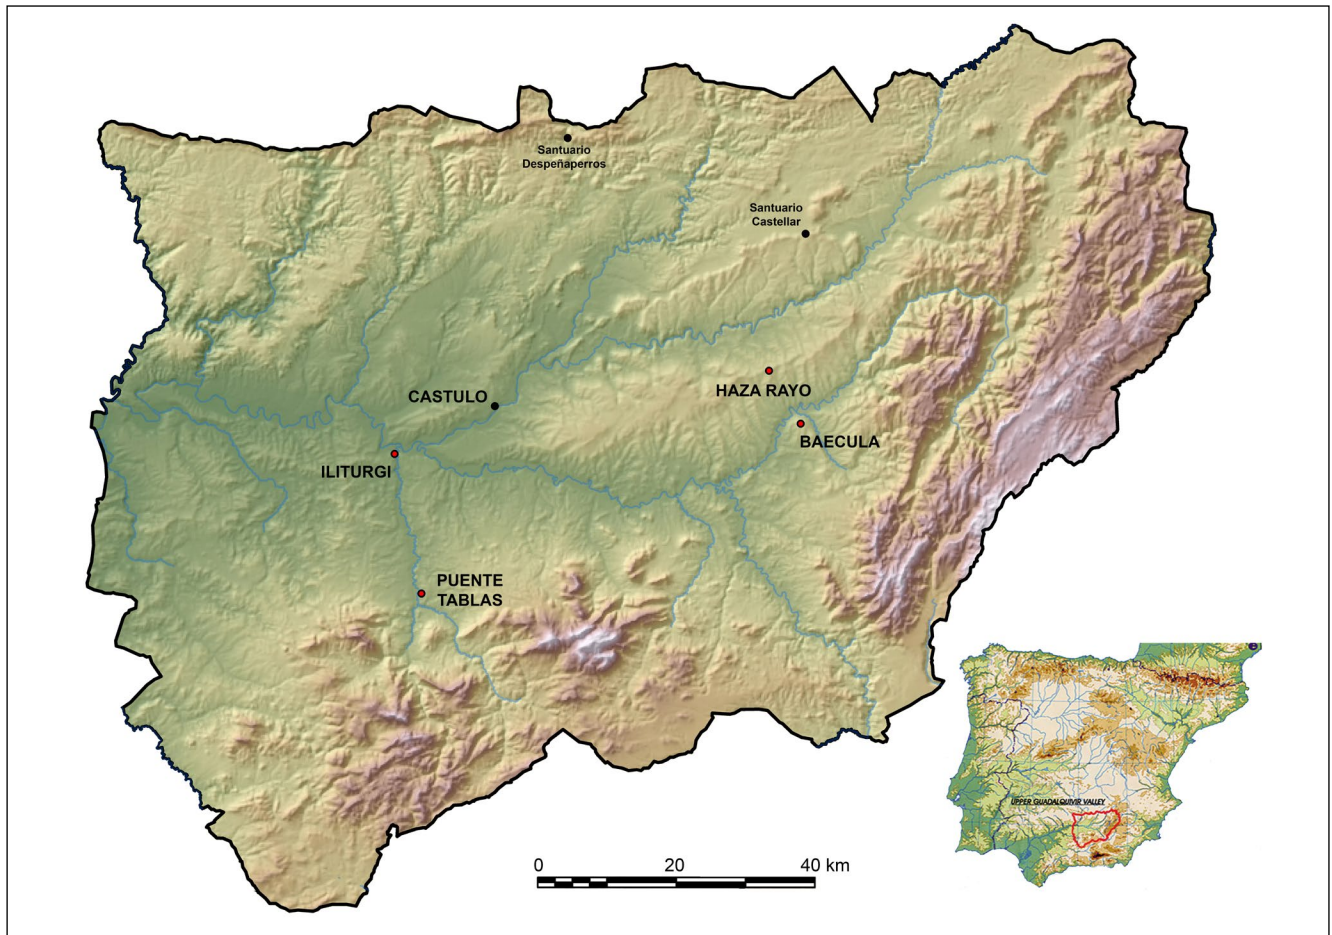 Santuario
Despeñaperros
Santuario
Castellar
HAZA RAYO
CASTULO
BAECULA
ILITURGI
PUENTE
TABLAS
UPPER GUADALQUIVIR VALLEY
0 20 40 km